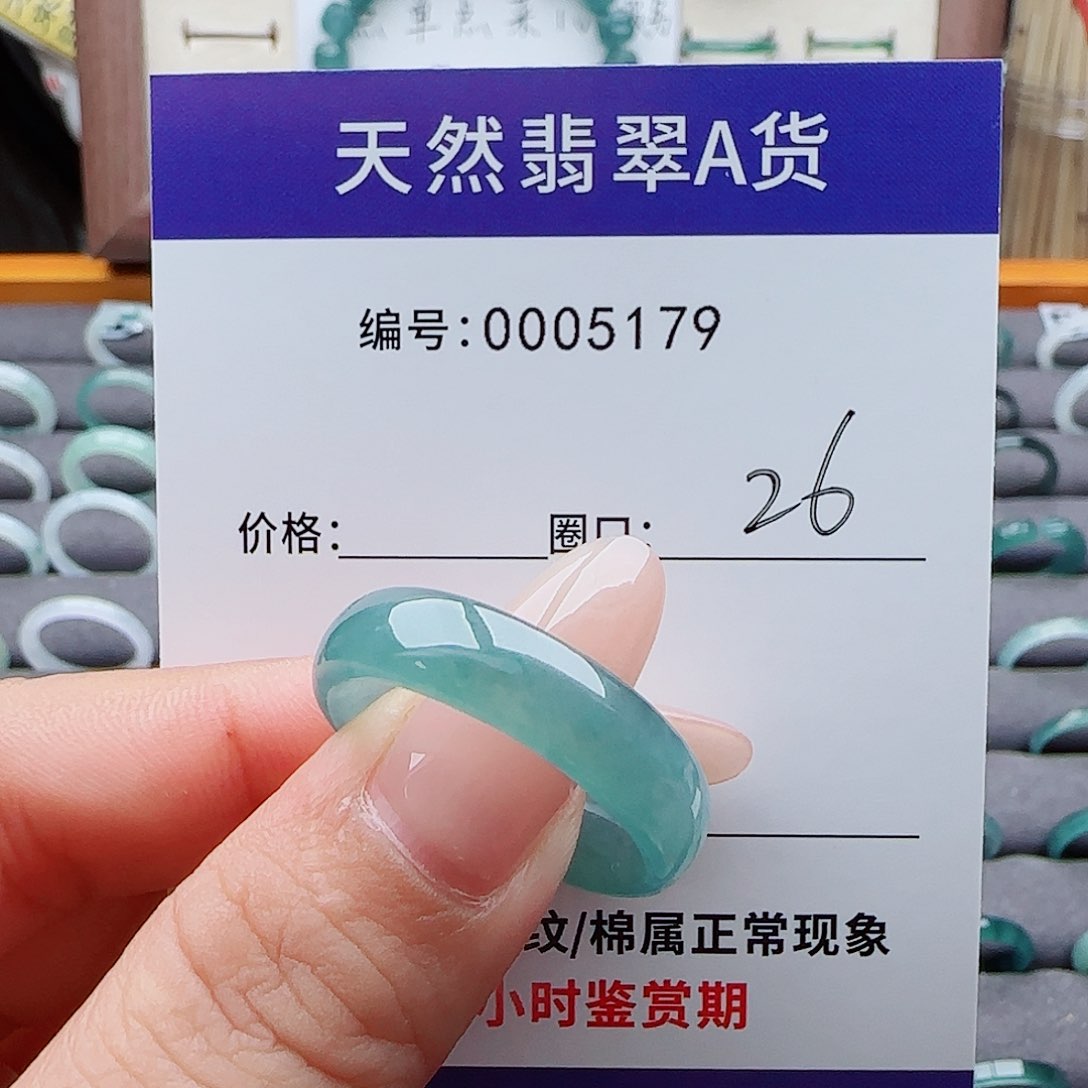 天然翡翠A货
编号：0005179
价格： 圈口： 26
纹/棉属正常现象
小时鉴赏期